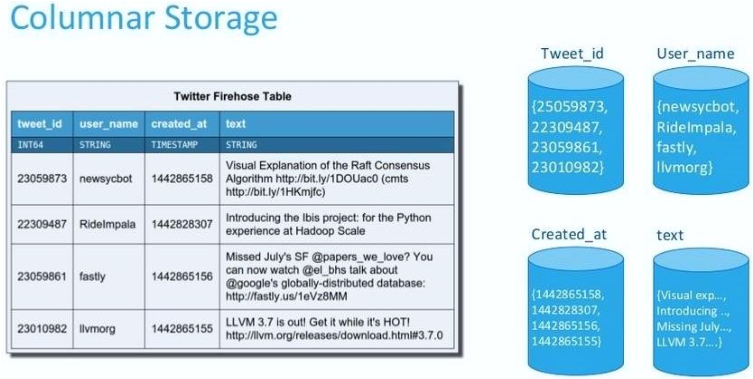 Columnar Storage
Twitter Firehose Table
tweet_id user_name created_at text
INT64 STRING TIMESTAMP STRING
23059873 newsycbot 1442865158 Visual Explanation of the Raft Consensus
Algorithm http://bit.ly/1DOUac0 (cmts
http://bit.ly/1HKmjfc)
22309487 RideImpala 1442828307 Introducing the Ibis project: for the Python
experience at Hadoop Scale
23059861 fastly 1442865156 Missed July's SF @papers_we_love? You
can now watch @el_bhs talk about
@google's globally-distributed database:
http://fastly.us/1eVz8MM
23010982 llvmorg 1442865155 LLVM 3.7 is out! Get it while it's HOT!
http://llvm.org/releases/download.html#3.7.0
Tweet_id
{25059873,
22309487,
23059861,
23010982}
User_name
{newsycbot,
RideImpala,
fastly,
llvmorg}
Created_at
{1442865158,
1442828307,
1442865156,
1442865155}
text
{Visual exp...,
Introducing ..,
Missing July...,
LLVM 3.7....}